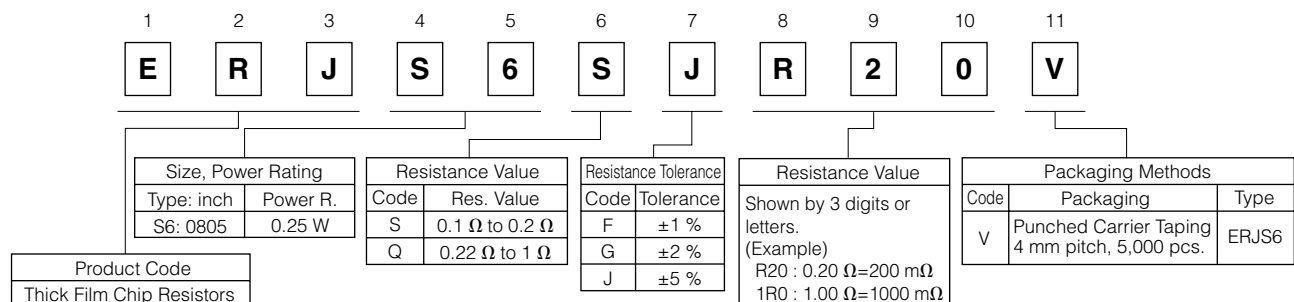 1 2 3 4 5 6 7 8 9 10 11
E R J S 6 S J R 2 0 V
Size, Power Rating
Type: inch Power R.
S6: 0805 0.25 W
Resistance Value
Code Res. Value
S 0.1 Ω to 0.2 Ω
Q 0.22 Ω to 1 Ω
Resistance Tolerance
Code Tolerance
F ±1 %
G ±2 %
J ±5 %
Resistance Value
Shown by 3 digits or
letters.
(Example)
R20 : 0.20 Ω=200 mΩ
1R0 : 1.00 Ω=1000 mΩ
Packaging Methods
Code Packaging Type
V Punched Carrier Taping
4 mm pitch, 5,000 pcs. ERJS6
Product Code
Thick Film Chip Resistors